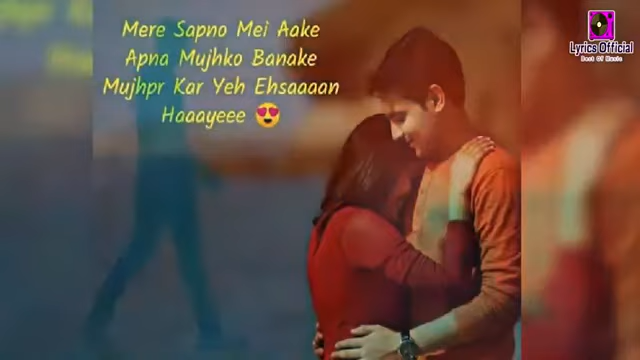 Mere Sapno Mei Aake
Apna Mujhko Banake
Mujhpr Kar Yeh Ehsaaaan
Haaayeee 😍
Lyrics Official
Best Of Music